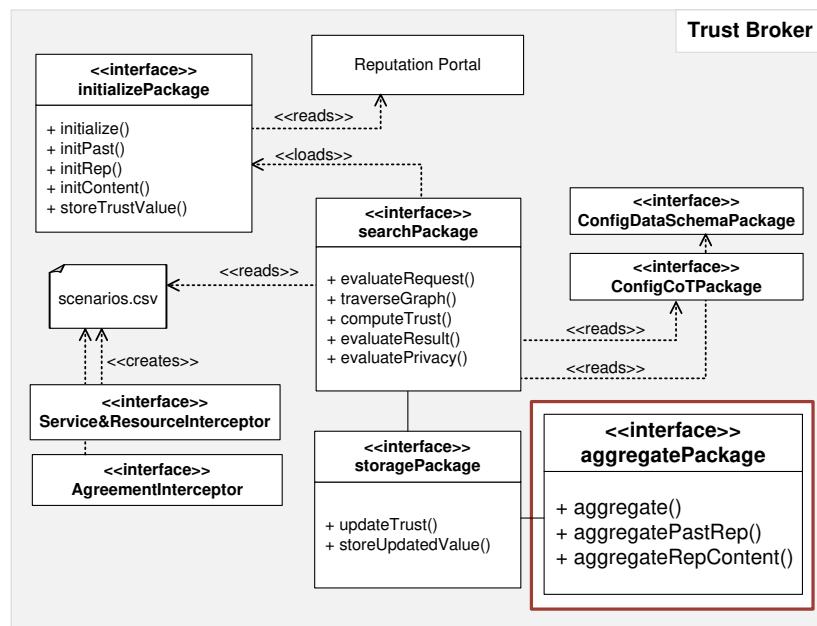 Trust Broker
<<interface>>
initializePackage
+ initialize()
+ initPast()
+ initRep()
+ initContent()
+ storeTrustValue()
Reputation Portal
<<reads>>
<<loads>>
<<interface>>
searchPackage
+ evaluateRequest()
+ traverseGraph()
+ computeTrust()
+ evaluateResult()
+ evaluatePrivacy()
<<interface>>
ConfigDataSchemaPackage
<<interface>>
ConfigCoTPackage
<<reads>>
<<reads>>
<<reads>>
scenarios.csv
<<creates>>
<<interface>>
Service&ResourceInterceptor
<<interface>>
AgreementInterceptor
<<interface>>
storagePackage
+ updateTrust()
+ storeUpdatedValue()
<<interface>>
aggregatePackage
+ aggregate()
+ aggregatePastRep()
+ aggregateRepContent()